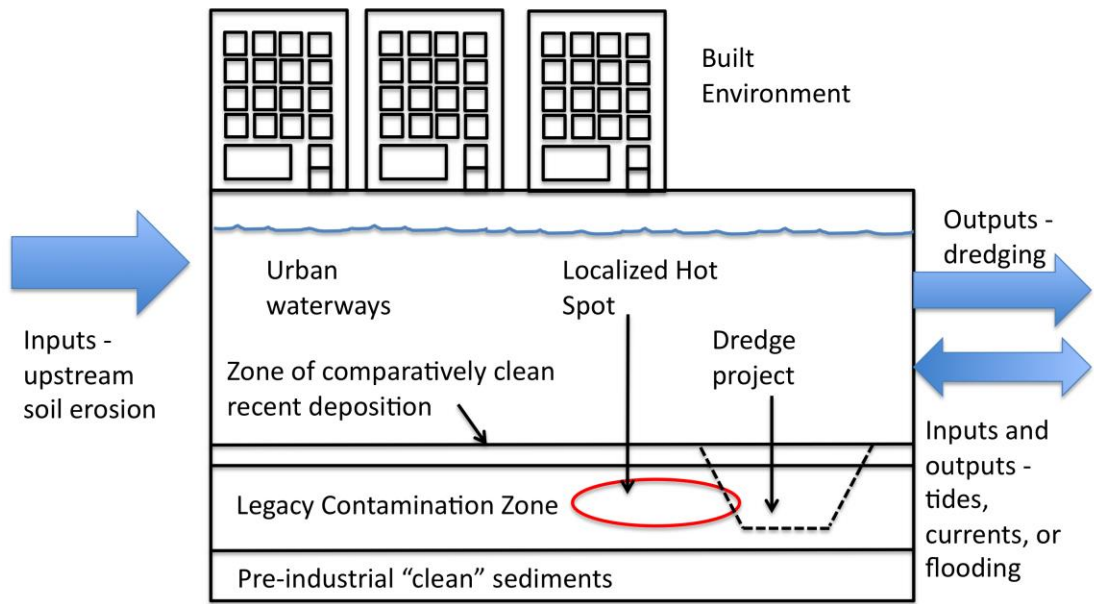 Built
Environment
Outputs -
dredging
Urban
waterways
Localized Hot
Spot
Inputs -
upstream
soil erosion
Dredge
project
Zone of comparatively clean
recent deposition
Inputs and
outputs -
tides,
currents, or
flooding
Legacy Contamination Zone
Pre-industrial “clean” sediments